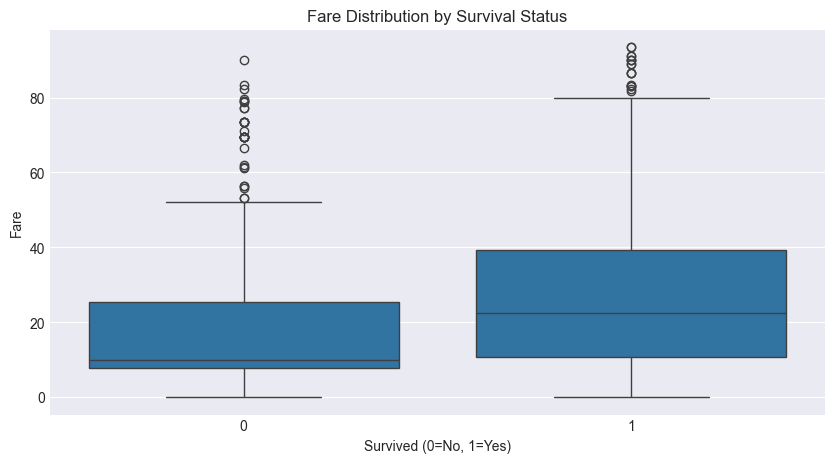 Fare Distribution by Survival Status
Fare
80
60
40
20
0
0
1
Survived (0=No, 1=Yes)